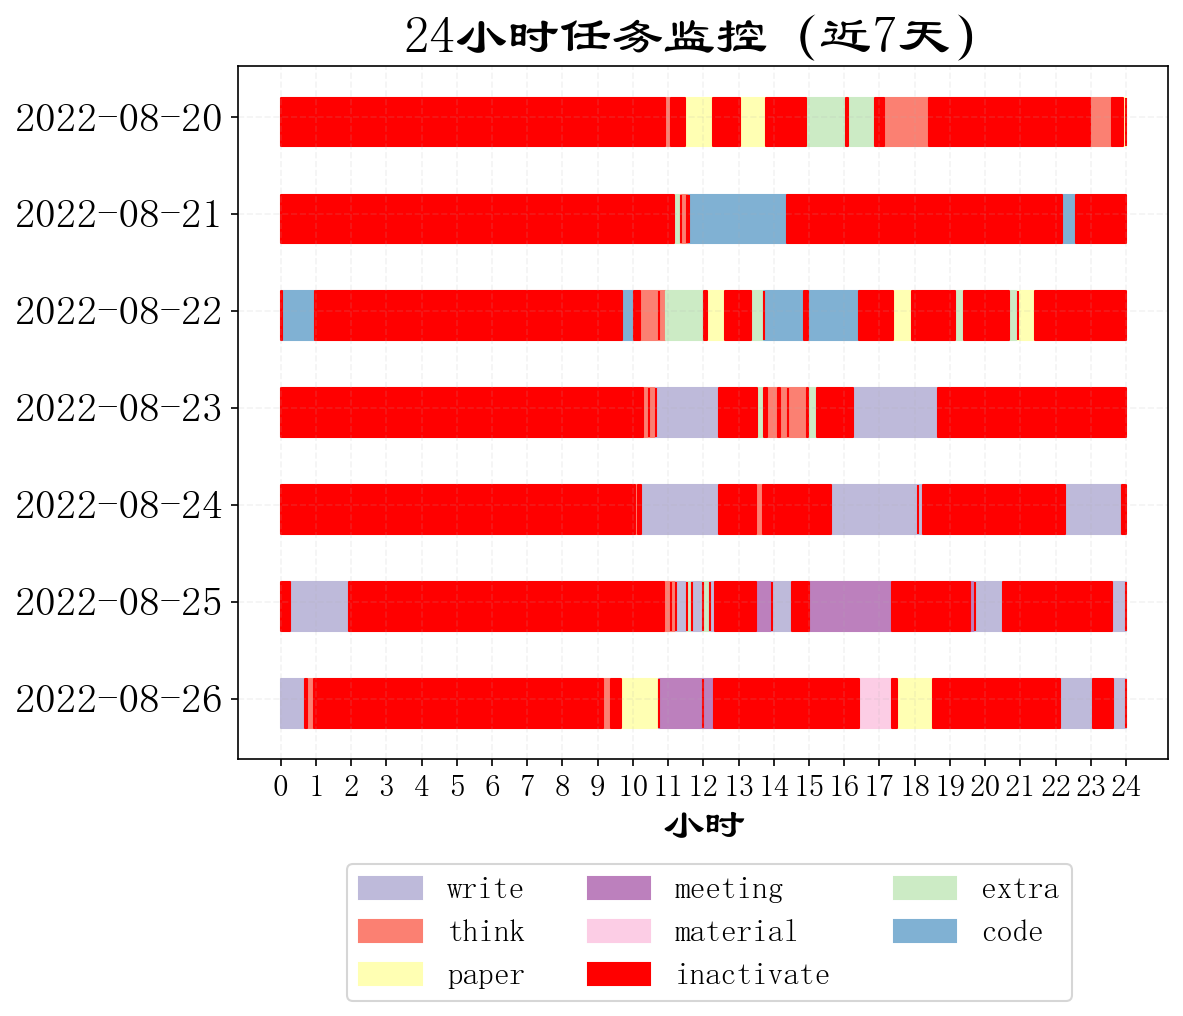 24小时任务监控 (近7天)
2022-08-20
2022-08-21
2022-08-22
2022-08-23
2022-08-24
2022-08-25
2022-08-26
0 1 2 3 4 5 6 7 8 9 10 11 12 13 14 15 16 17 18 19 20 21 22 23 24
小时
write meeting extra
think material code
paper inactivate